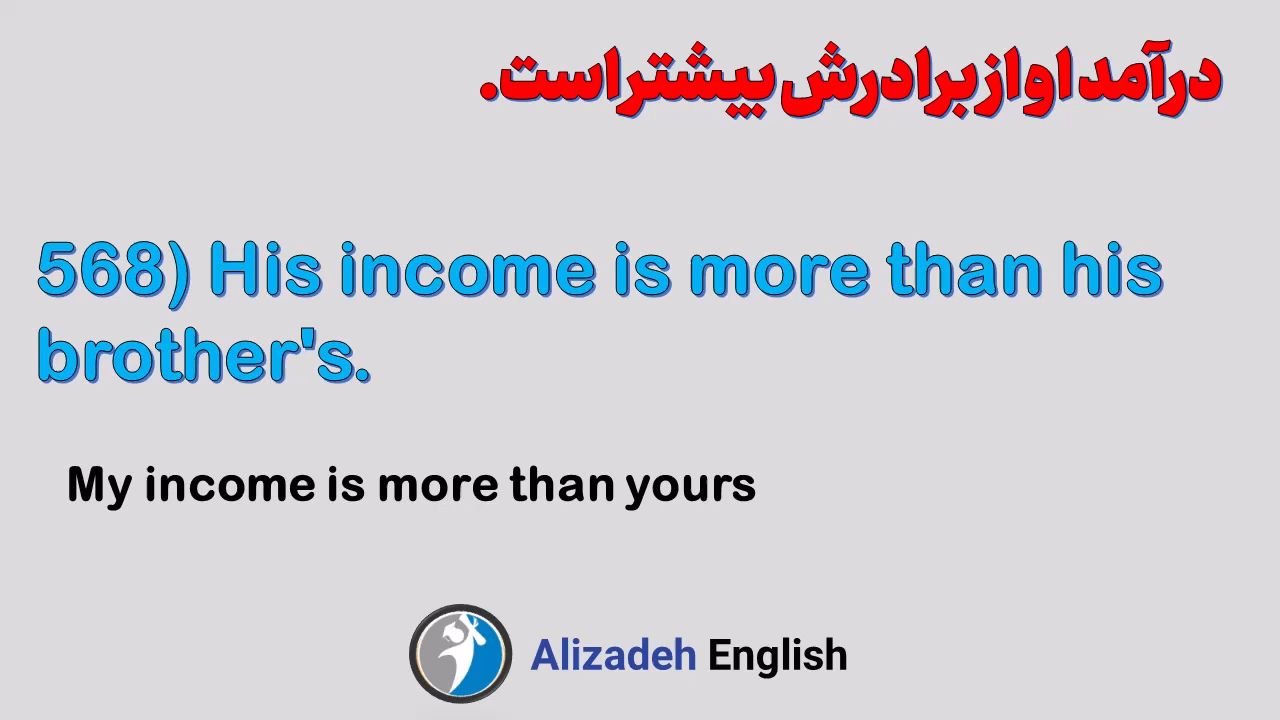 درآمد او از برادرش بیشتر است.
568) His income is more than his
brother's.
My income is more than yours
Alizadeh English